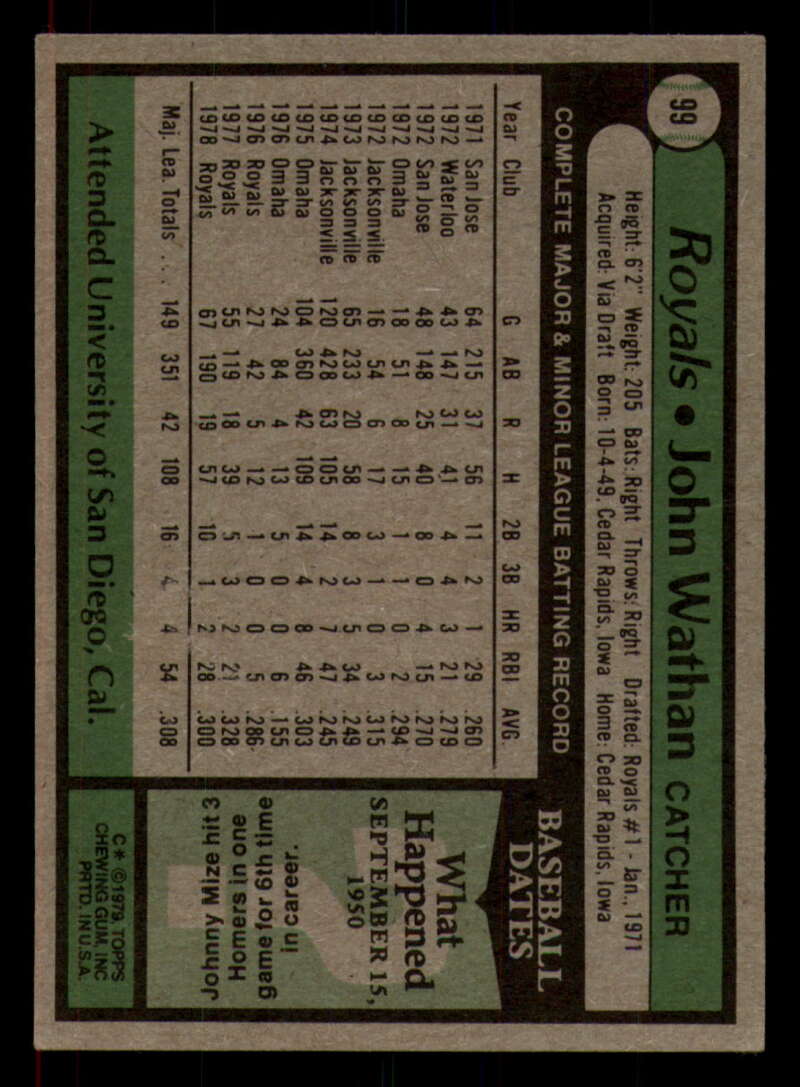 99
Royals • John Wathan CATCHER
Height: 6'2" Weight: 205 Bats: Right Throws: Right Drafted: Royals #1 - Jan., 1971
Acquired: Via Draft Born: 10-4-49, Cedar Rapids, Iowa Home: Cedar Rapids, Iowa
COMPLETE MAJOR & MINOR LEAGUE BATTING RECORD
Year Club G AB R H 2B 3B HR RBI AVG.
1971 San Jose 64 215 37 56 11 2 1 29 .260
1972 Waterloo 43 147 31 41 4 4 3 21 .279
1972 San Jose 48 148 25 40 8 0 4 15 .270
1972 Omaha 18 51 8 15 1 1 0 2 .294
1972 Jacksonville 16 54 6 17 3 1 0 3 .315
1973 Jacksonville 65 233 20 58 8 3 5 34 .249
1974 Jacksonville 120 428 63 105 14 2 7 47 .245
1975 Omaha 104 360 42 109 14 4 8 46 .303
1976 Omaha 24 84 4 13 5 0 0 6 .155
1976 Royals 27 42 5 12 1 0 0 5 .286
1977 Royals 55 119 18 39 5 3 2 21 .328
1978 Royals 67 190 19 57 10 1 2 28 .300
Maj. Lea. Totals . . . 149 351 42 108 16 4 4 54 .308
Attended University of San Diego, Cal.
BASEBALL
DATES
What
Happened
SEPTEMBER 15,
1950
Johnny Mize hit 3
Homers in one
game for 6th time
in career.
C* ©1979, TOPPS
CHEWING GUM, INC
PRTD. IN U.S.A.